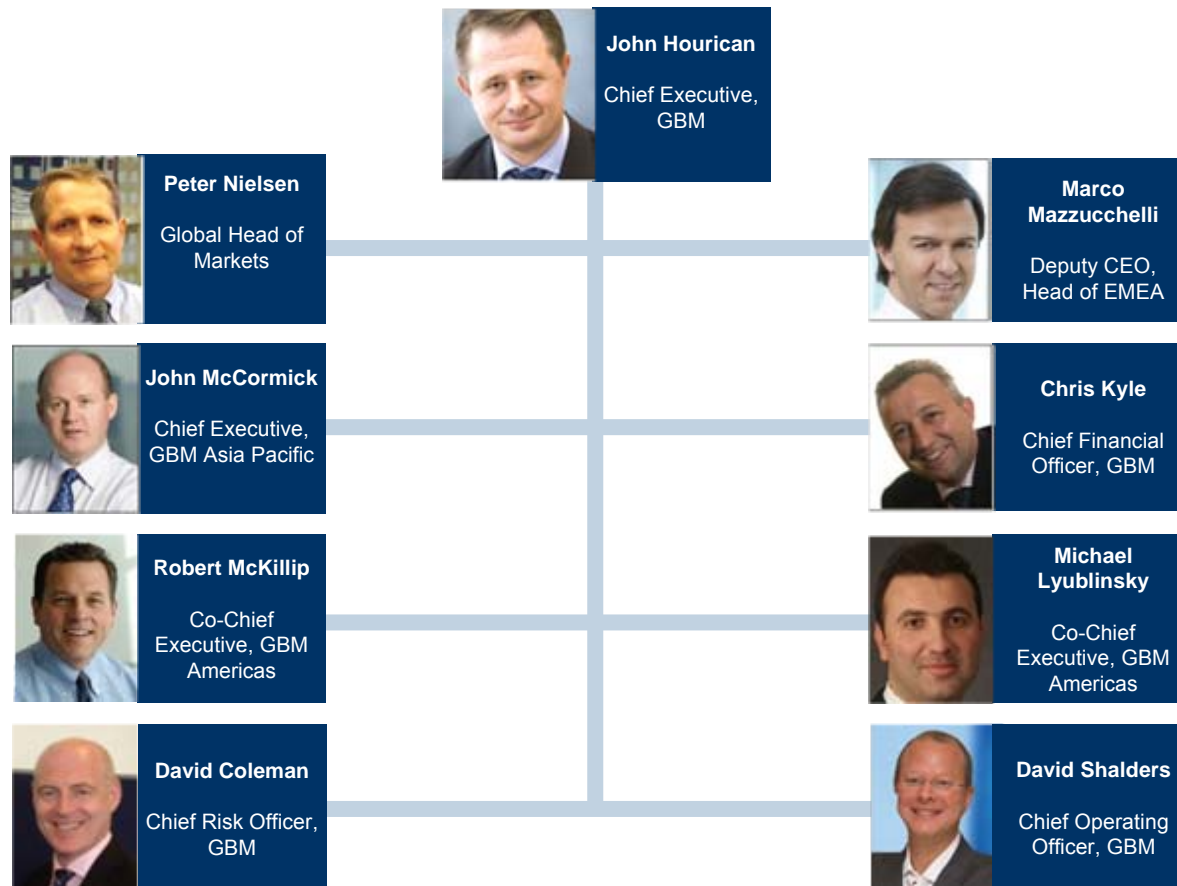 John Hourican
Chief Executive,
GBM
Peter Nielsen
Global Head of
Markets
Marco
Mazzucchelli
Deputy CEO,
Head of EMEA
John McCormick
Chief Executive,
GBM Asia Pacific
Chris Kyle
Chief Financial
Officer, GBM
Robert McKillip
Co-Chief
Executive, GBM
Americas
Michael
Lyublinsky
Co-Chief
Executive, GBM
Americas
David Coleman
Chief Risk Officer,
GBM
David Shalders
Chief Operating
Officer, GBM